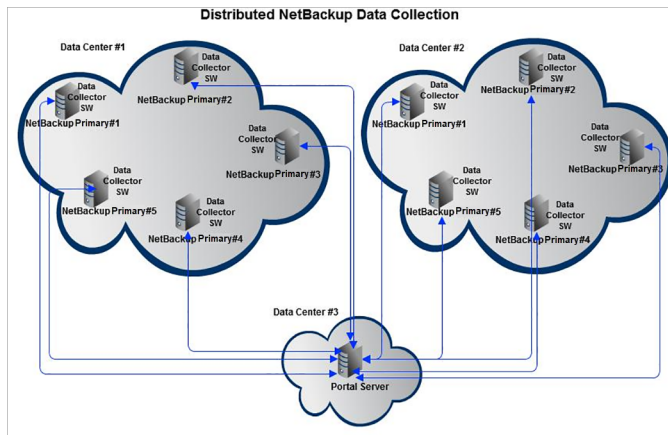 Distributed NetBackup Data Collection
Data Center #1
Data
Collector
SW
NetBackup Primary#1
Data
Collector
SW
NetBackup Primary#2
Data
Collector
SW
NetBackup Primary#3
Data
Collector
SW
NetBackup Primary#5
Data
Collector
SW
NetBackup Primary#4
Data Center #2
Data
Collector
SW
NetBackup Primary#1
Data
Collector
SW
NetBackup Primary#2
Data
Collector
SW
NetBackup Primary#3
Data
Collector
SW
NetBackup Primary#5
Data
Collector
SW
NetBackup Primary#4
Data Center #3
Portal Server